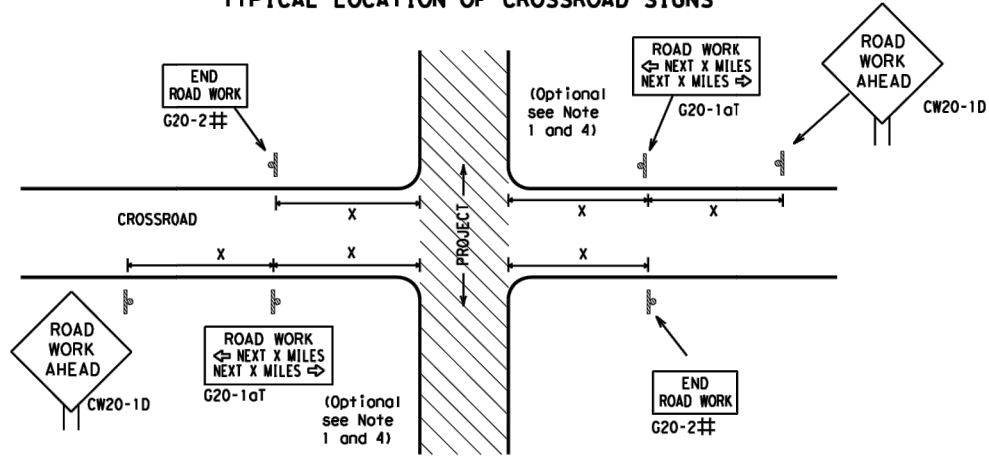 TYPICAL LOCATION OF CROSSROAD SIGNS
END
ROAD WORK
G20-2#
(Optional
see Note
1 and 4)
ROAD WORK
⇦ NEXT X MILES
NEXT X MILES ⇨
G20-1aT
ROAD
WORK
AHEAD
CW20-1D
CROSSROAD
X
X
X
PROJECT
X
X
X
ROAD
WORK
AHEAD
CW20-1D
ROAD WORK
⇦ NEXT X MILES
NEXT X MILES ⇨
G20-1aT
(Optional
see Note
1 and 4)
END
ROAD WORK
G20-2#